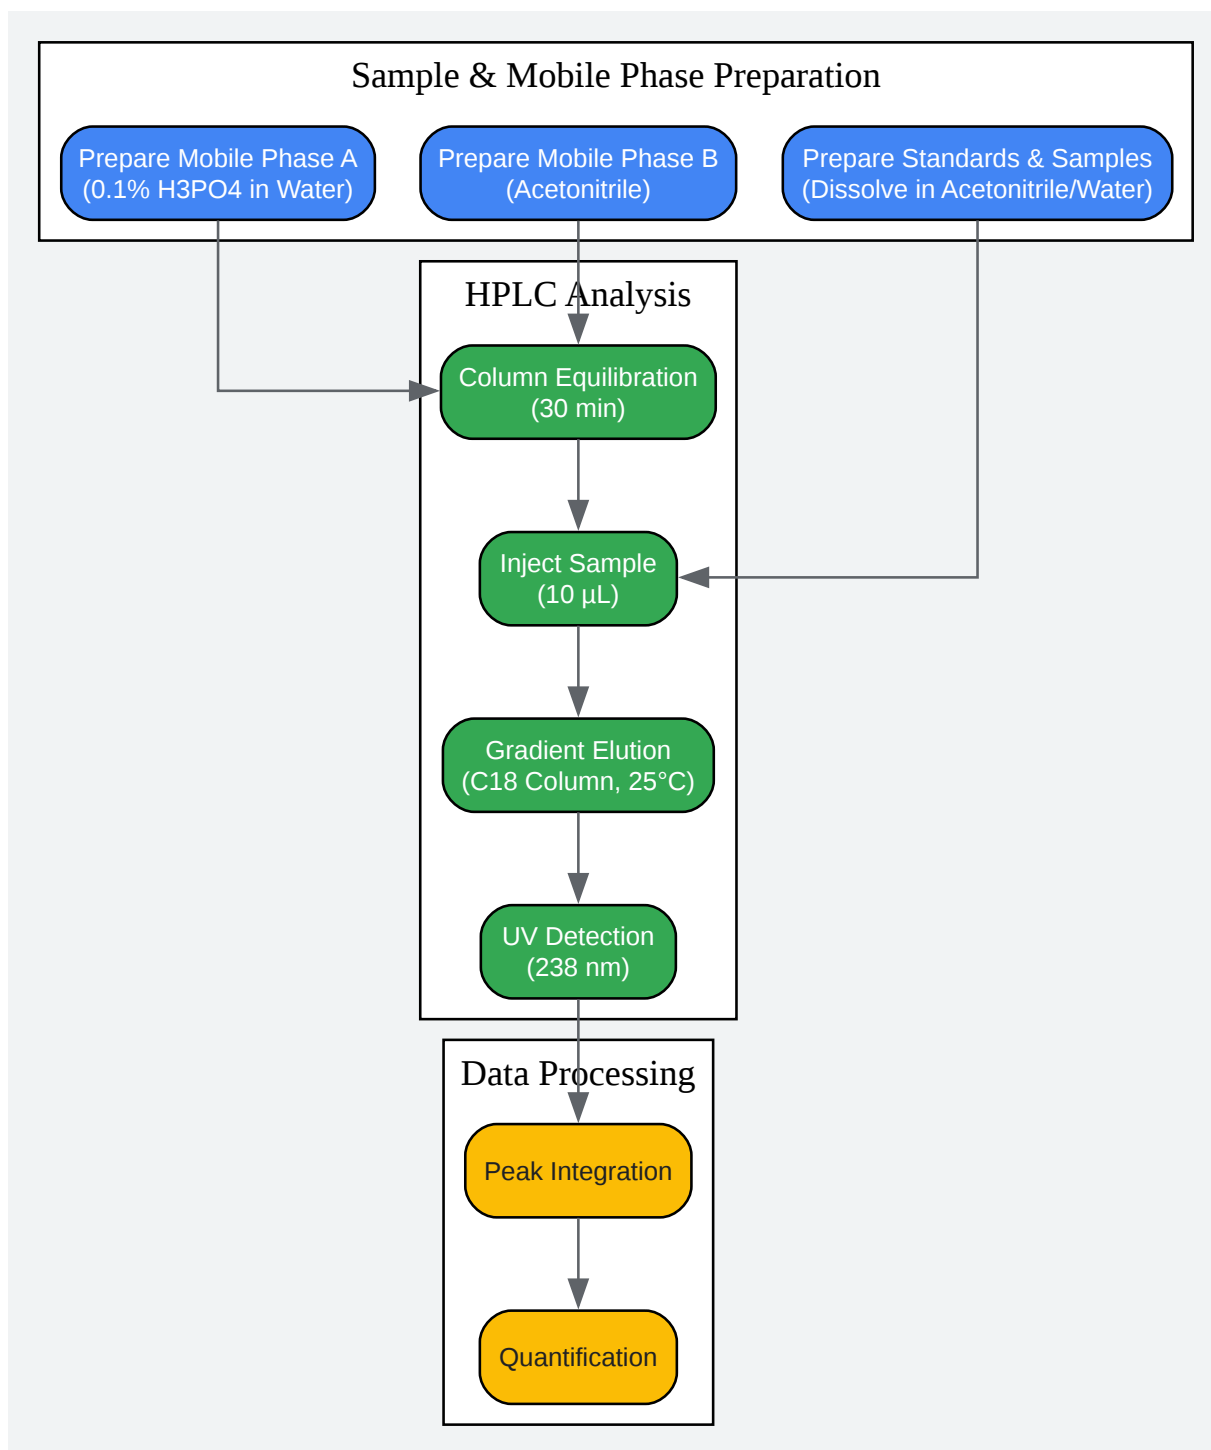 Sample & Mobile Phase Preparation
Prepare Mobile Phase A
(0.1% H3PO4 in Water)
Prepare Mobile Phase B
(Acetonitrile)
Prepare Standards & Samples
(Dissolve in Acetonitrile/Water)
HPLC Analysis
Column Equilibration
(30 min)
Inject Sample
(10 µL)
Gradient Elution
(C18 Column, 25°C)
UV Detection
(238 nm)
Data Processing
Peak Integration
Quantification